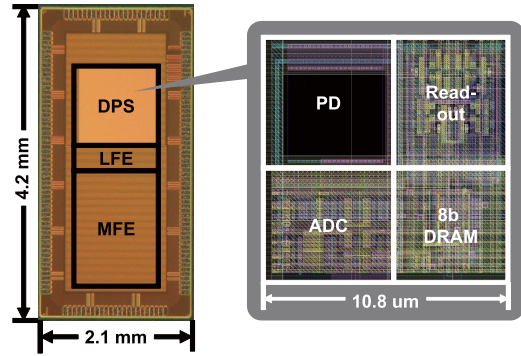 DPS
LFE
MFE
4.2 mm
2.1 mm
PD
Read-
out
ADC
8b
DRAM
10.8 um